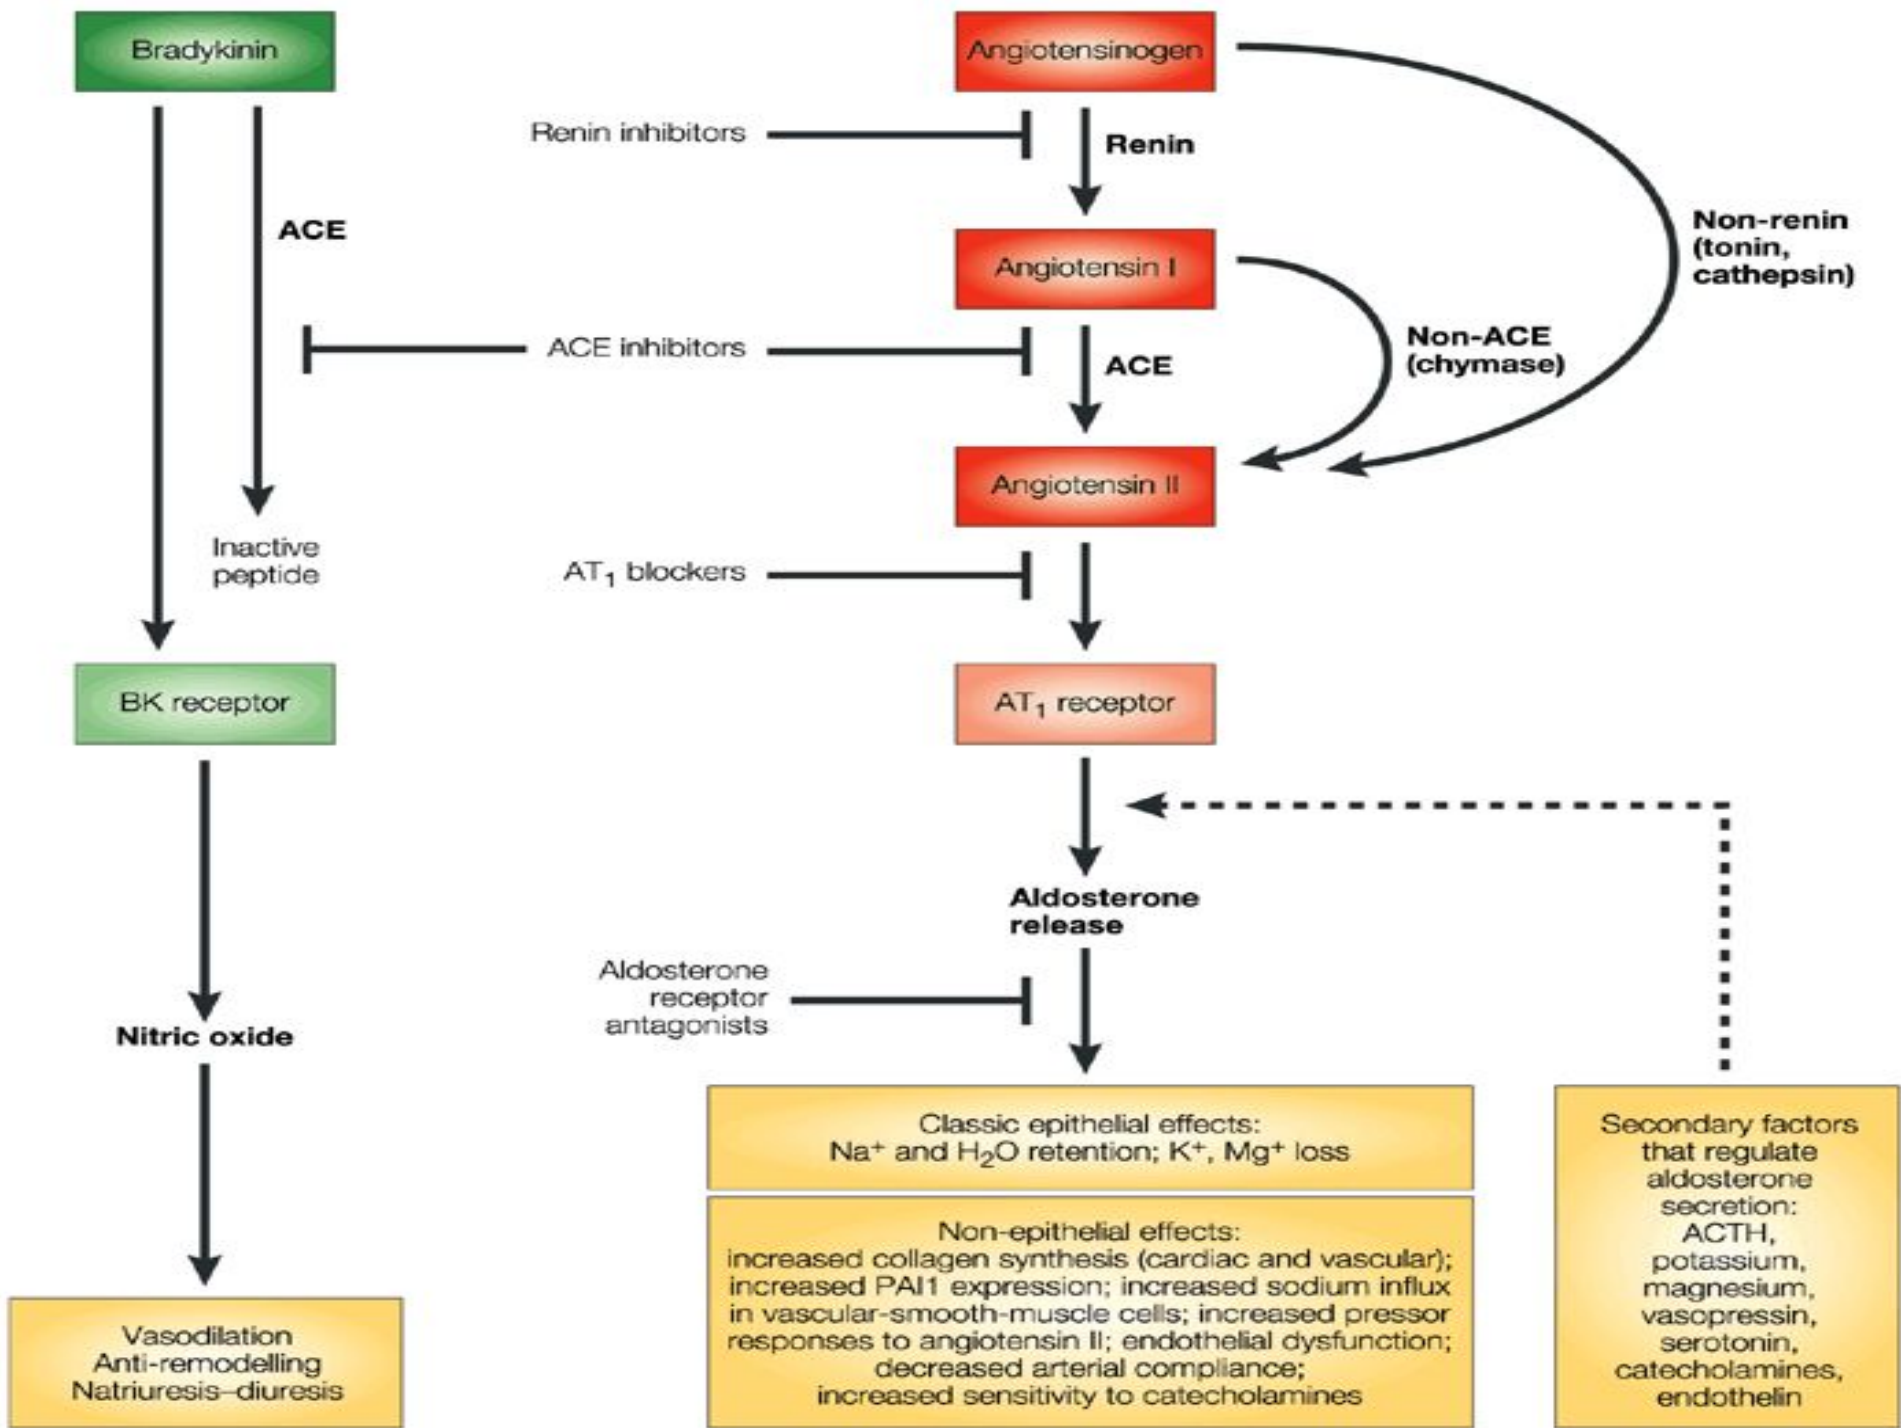 Bradykinin
Angiotensinogen
Renin inhibitors
Renin
ACE
Non-renin
(tonin,
cathepsin)
Angiotensin I
ACE inhibitors
ACE
Non-ACE
(chymase)
Angiotensin II
Inactive
peptide
AT₁ blockers
BK receptor
AT₁ receptor
Aldosterone
release
Aldosterone
receptor
antagonists
Nitric oxide
Classic epithelial effects:
Na⁺ and H₂O retention; K⁺, Mg⁺ loss
Non-epithelial effects:
increased collagen synthesis (cardiac and vascular);
increased PAI1 expression; increased sodium influx
in vascular-smooth-muscle cells; increased pressor
responses to angiotensin II; endothelial dysfunction;
decreased arterial compliance;
increased sensitivity to catecholamines
Secondary factors
that regulate
aldosterone
secretion:
ACTH,
potassium,
magnesium,
vasopressin,
serotonin,
catecholamines,
endothelin
Vasodilation
Anti-remodelling
Natriuresis–diuresis